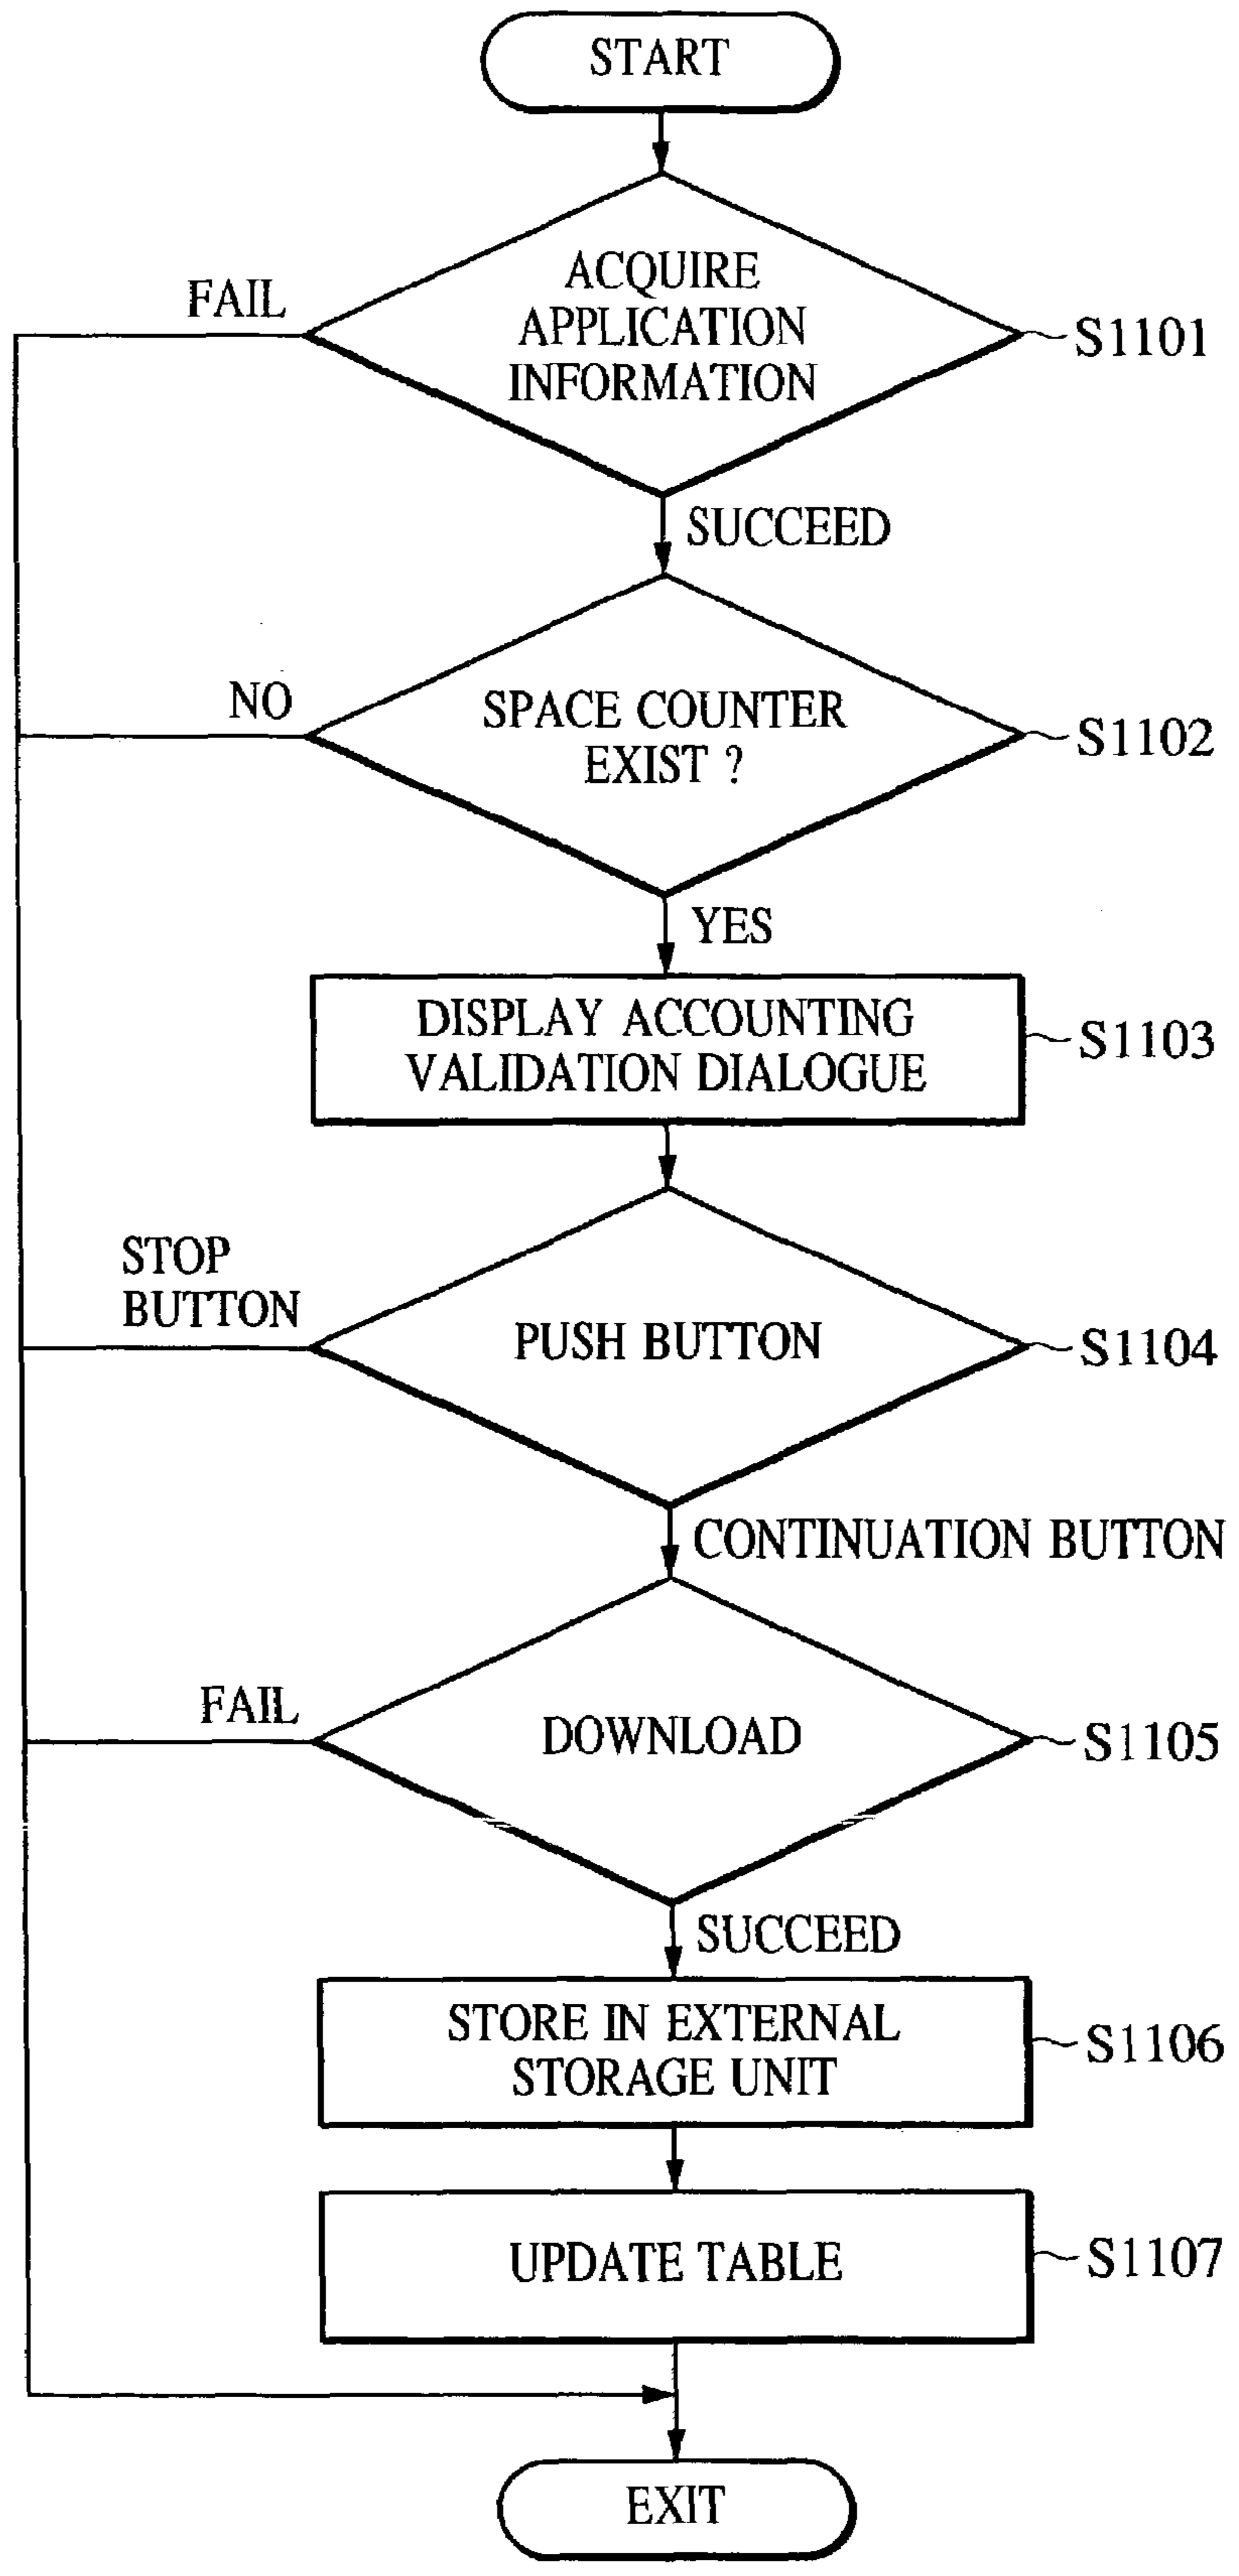 START
ACQUIRE
APPLICATION
INFORMATION
FAIL
S1101
SUCCEED
SPACE COUNTER
EXIST ?
NO
S1102
YES
DISPLAY ACCOUNTING
VALIDATION DIALOGUE
S1103
STOP
BUTTON
PUSH BUTTON
S1104
CONTINUATION BUTTON
FAIL
DOWNLOAD
S1105
SUCCEED
STORE IN EXTERNAL
STORAGE UNIT
S1106
UPDATE TABLE
S1107
EXIT